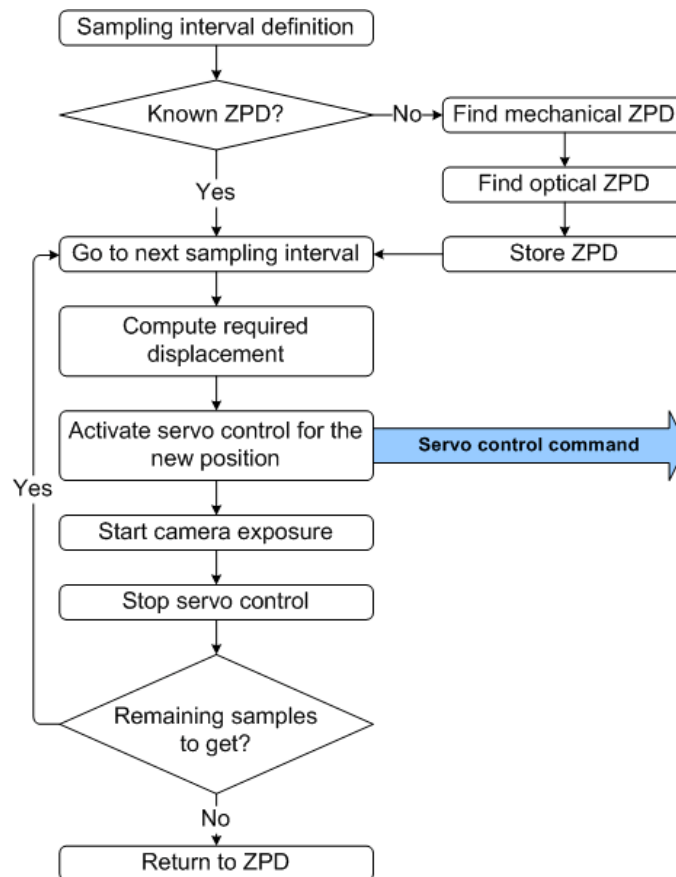 Sampling interval definition
Known ZPD?
No
Find mechanical ZPD
Yes
Find optical ZPD
Go to next sampling interval
Store ZPD
Compute required
displacement
Activate servo control for the
new position
Servo control command
Yes
Start camera exposure
Stop servo control
Remaining samples
to get?
No
Return to ZPD